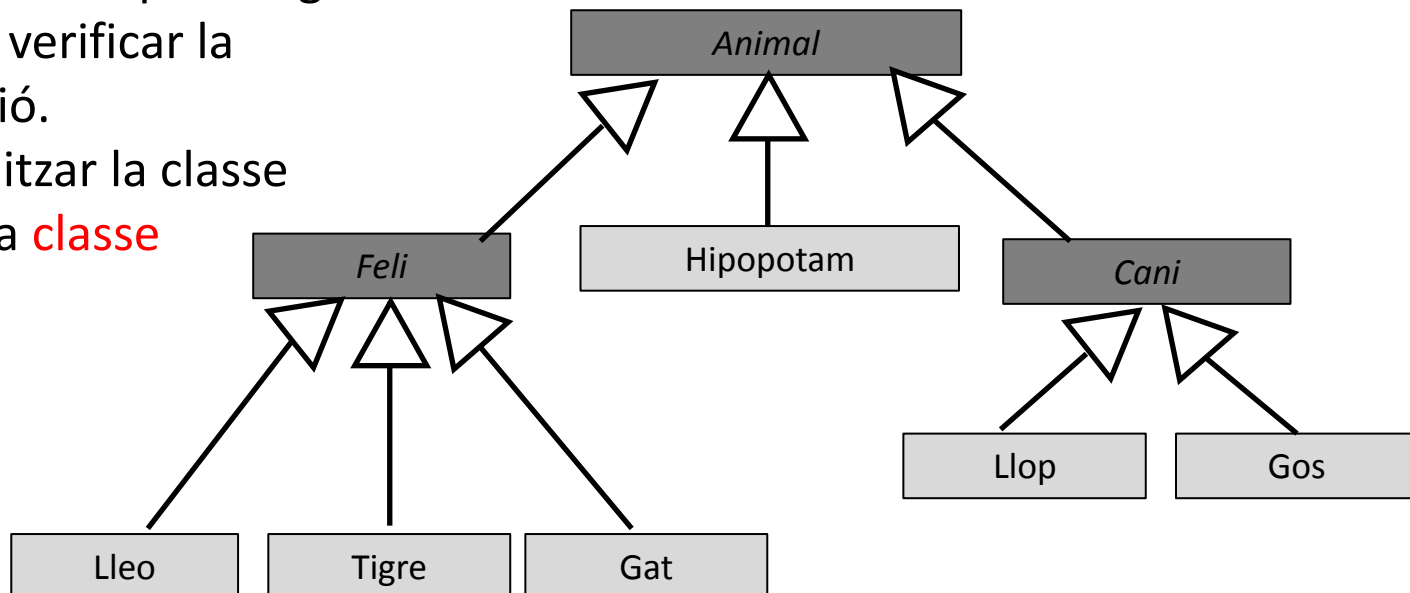 verificar la
ió.
itzar la classe
a classe
Animal
Feli
Hipopotam
Cani
Llop
Gos
Lleo
Tigre
Gat